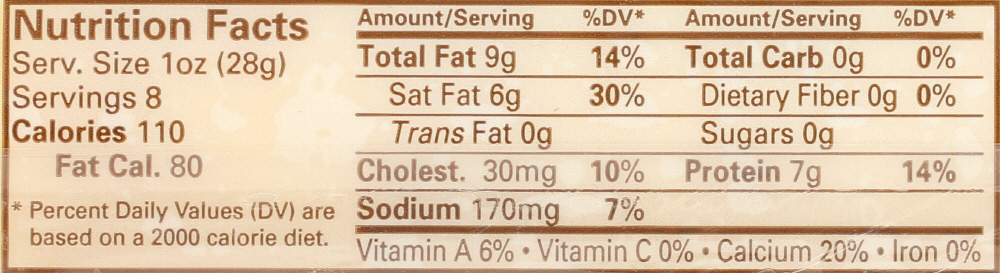 Nutrition Facts
Serv. Size 1oz (28g)
Servings 8
Calories 110
Fat Cal. 80
* Percent Daily Values (DV) are
based on a 2000 calorie diet.
Amount/Serving %DV* Amount/Serving %DV*
Total Fat 9g 14% Total Carb 0g 0%
Sat Fat 6g 30% Dietary Fiber 0g 0%
Trans Fat 0g Sugars 0g
Cholest. 30mg 10% Protein 7g 14%
Sodium 170mg 7%
Vitamin A 6% • Vitamin C 0% • Calcium 20% • Iron 0%